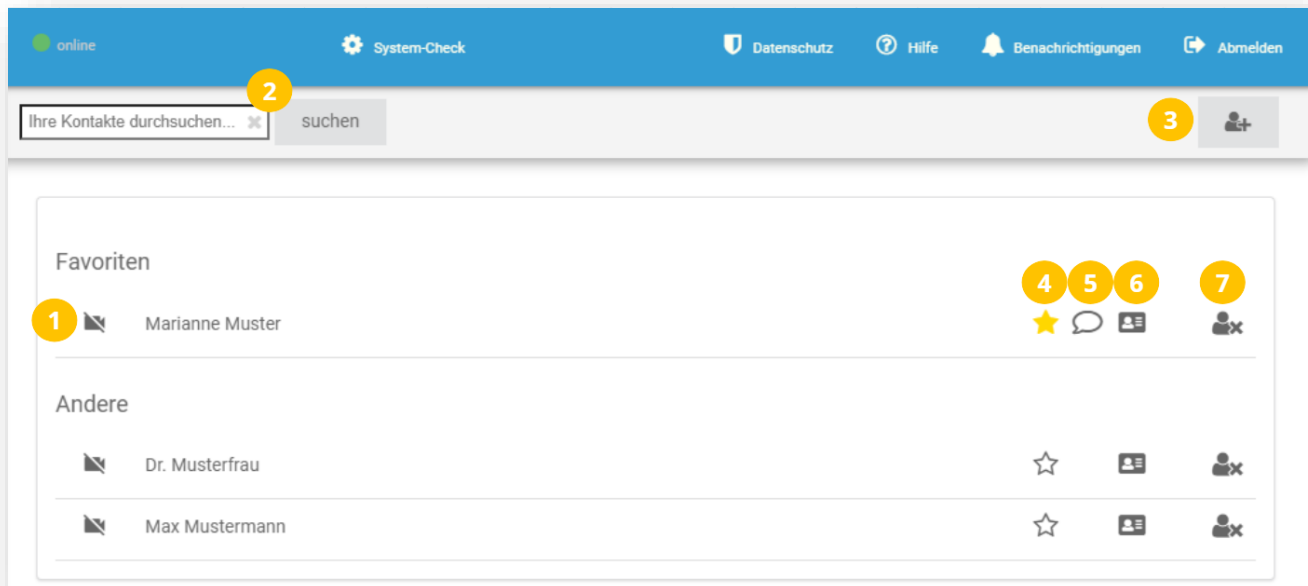 online System-Check Datenschutz Hilfe Benachrichtigungen Abmelden
2
Ihre Kontakte durchsuchen... suchen 3
Favoriten
4 5 6 7
1 Marianne Muster
Andere
Dr. Musterfrau
Max Mustermann